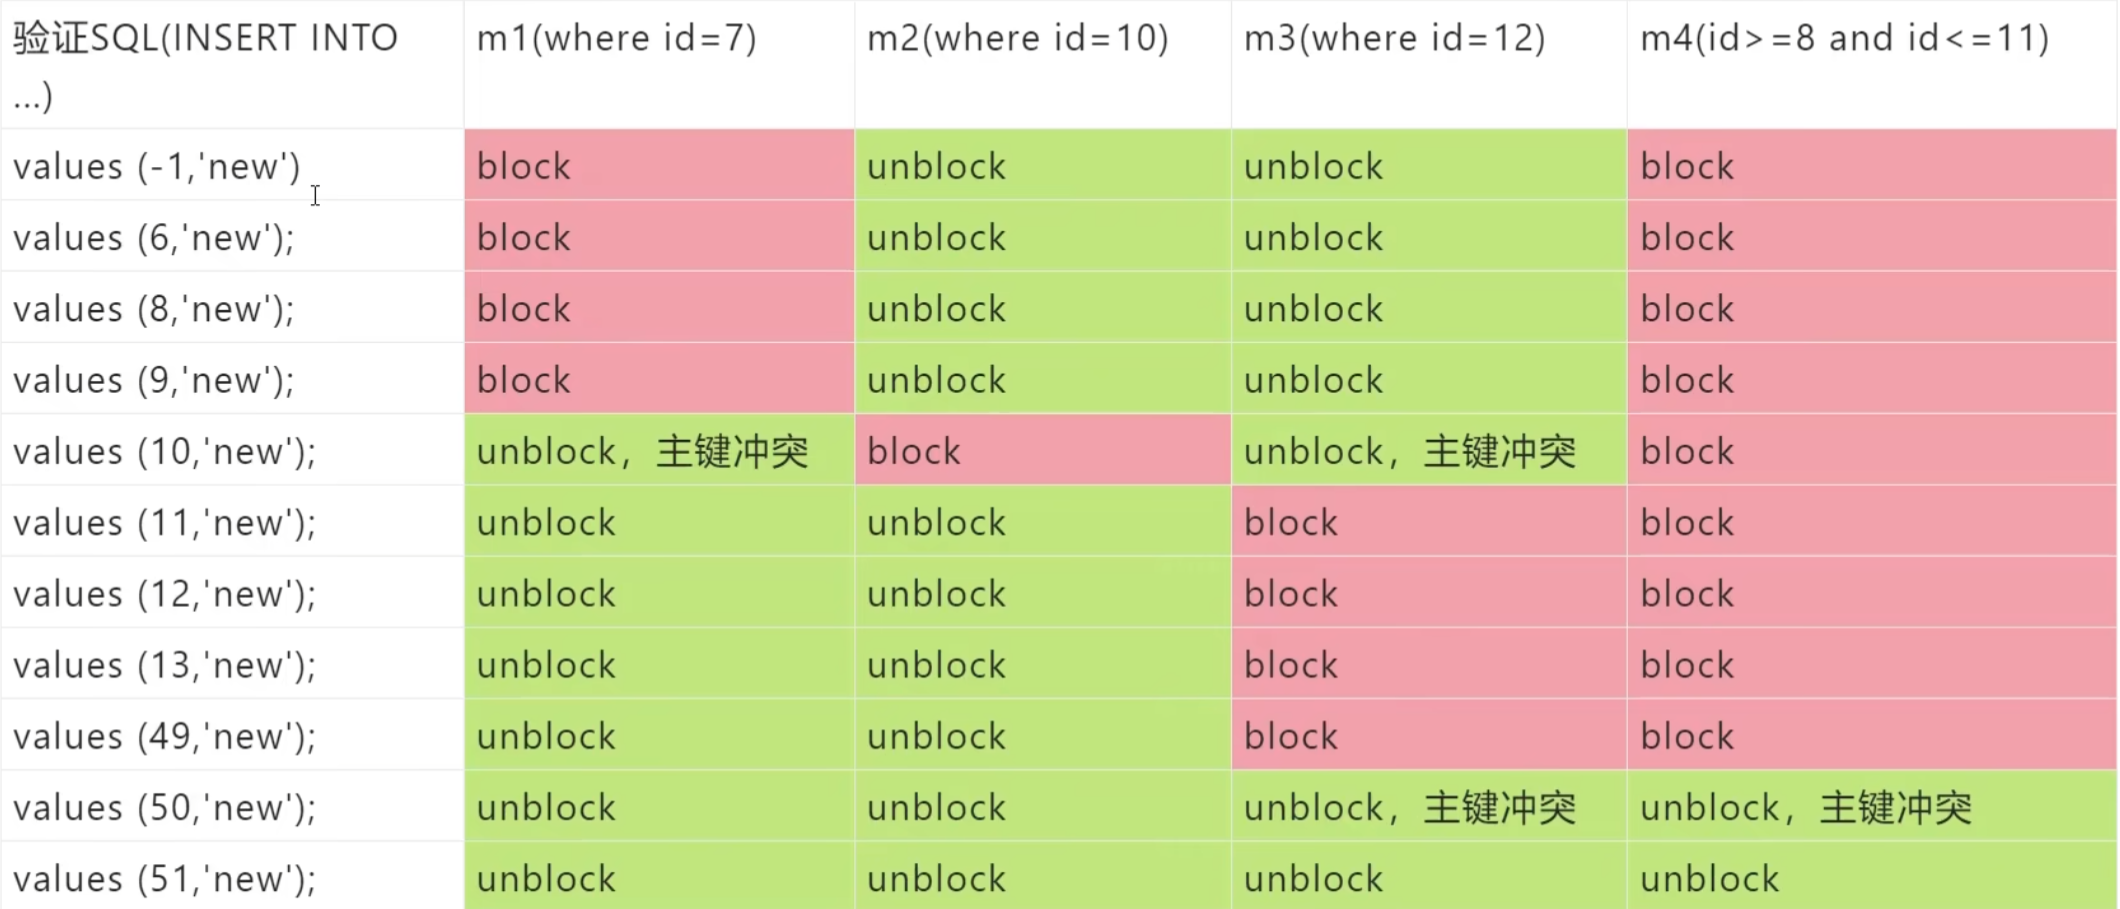 验证SQL(INSERT INTO m1(where id=7) m2(where id=10) m3(where id=12) m4(id>=8 and id<=11)
...)
values (-1,'new') block unblock unblock block
values (6,'new'); block unblock unblock block
values (8,'new'); block unblock unblock block
values (9,'new'); block unblock unblock block
values (10,'new'); unblock，主键冲突 block unblock，主键冲突 block
values (11,'new'); unblock unblock block block
values (12,'new'); unblock unblock block block
values (13,'new'); unblock unblock block block
values (49,'new'); unblock unblock block block
values (50,'new'); unblock unblock unblock，主键冲突 unblock，主键冲突
values (51,'new'); unblock unblock unblock unblock